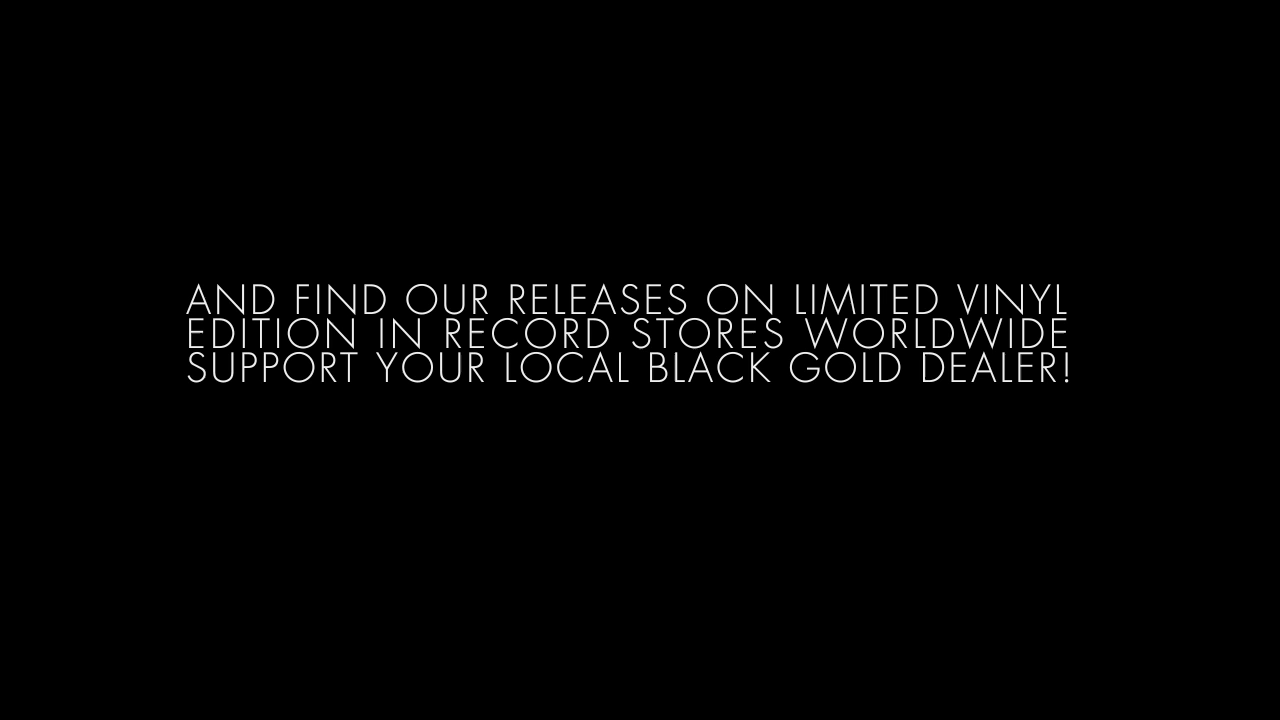 AND FIND OUR RELEASES ON LIMITED VINYL
EDITION IN RECORD STORES WORLDWIDE
SUPPORT YOUR LOCAL BLACK GOLD DEALER!